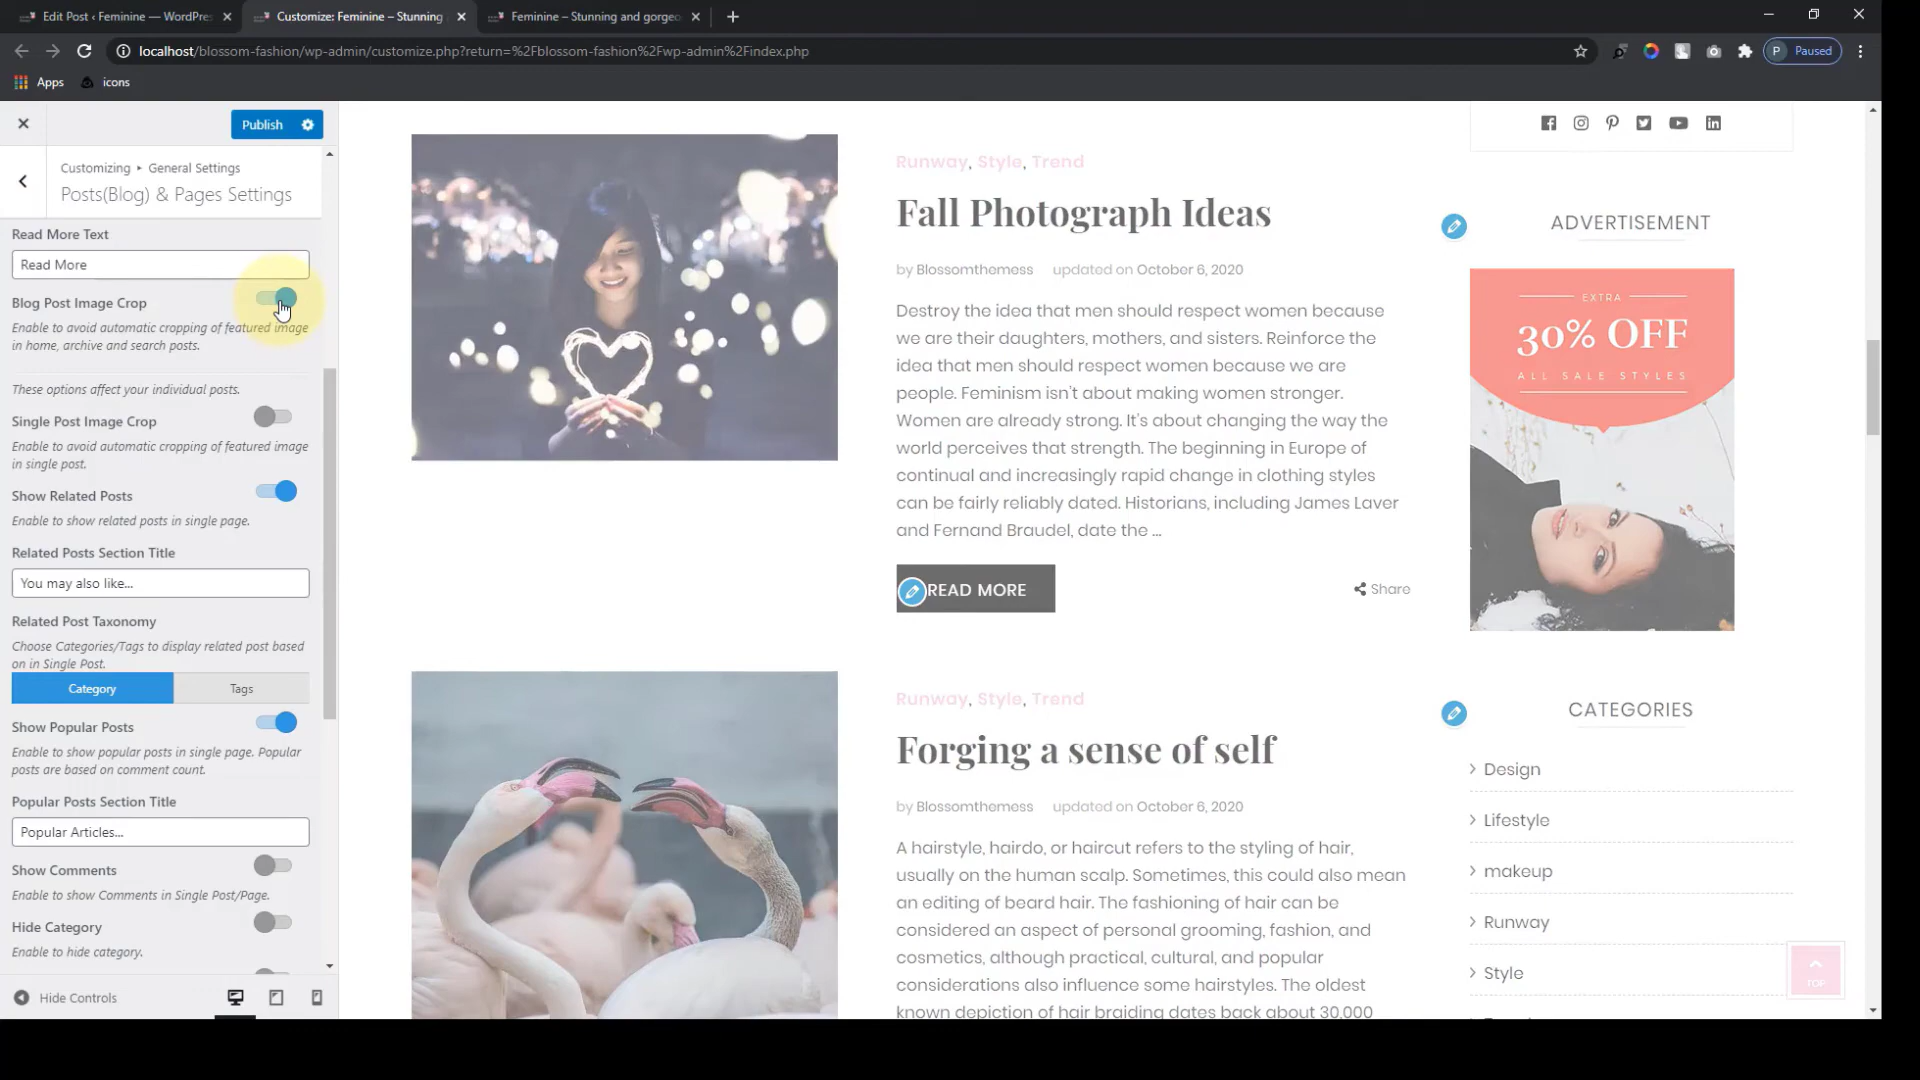 Edit Post ‹ Feminine — WordPres
Customize: Feminine – Stunning
Feminine – Stunning and gorgeo
localhost/blossom-fashion/wp-admin/customize.php?return=%2Fblossom-fashion%2Fwp-admin%2Findex.php
P Paused
Apps
icons
Publish
Customizing ▸ General Settings
Posts(Blog) & Pages Settings
Read More Text
Read More
Blog Post Image Crop
Enable to avoid automatic cropping of featured image
in home, archive and search posts.
These options affect your individual posts.
Single Post Image Crop
Enable to avoid automatic cropping of featured image
in single post.
Show Related Posts
Enable to show related posts in single page.
Related Posts Section Title
You may also like...
Related Post Taxonomy
Choose Categories/Tags to display related post based
on in Single Post.
Category
Tags
Show Popular Posts
Enable to show popular posts in single page. Popular
posts are based on comment count.
Popular Posts Section Title
Popular Articles...
Show Comments
Enable to show Comments in Single Post/Page.
Hide Category
Enable to hide category.
Hide Controls
Runway, Style, Trend
Fall Photograph Ideas
by Blossomthemess updated on October 6, 2020
Destroy the idea that men should respect women because
we are their daughters, mothers, and sisters. Reinforce the
idea that men should respect women because we are
people. Feminism isn't about making women stronger.
Women are already strong. It's about changing the way the
world perceives that strength. The beginning in Europe of
continual and increasingly rapid change in clothing styles
can be fairly reliably dated. Historians, including James Laver
and Fernand Braudel, date the ...
READ MORE
Share
Runway, Style, Trend
Forging a sense of self
by Blossomthemess updated on October 6, 2020
A hairstyle, hairdo, or haircut refers to the styling of hair,
usually on the human scalp. Sometimes, this could also mean
an editing of beard hair. The fashioning of hair can be
considered an aspect of personal grooming, fashion, and
cosmetics, although practical, cultural, and popular
considerations also influence some hairstyles. The oldest
known depiction of hair braiding dates back about 30,000
ADVERTISEMENT
EXTRA
30% OFF
ALL SALE STYLES
CATEGORIES
Design
Lifestyle
makeup
Runway
Style
TOP